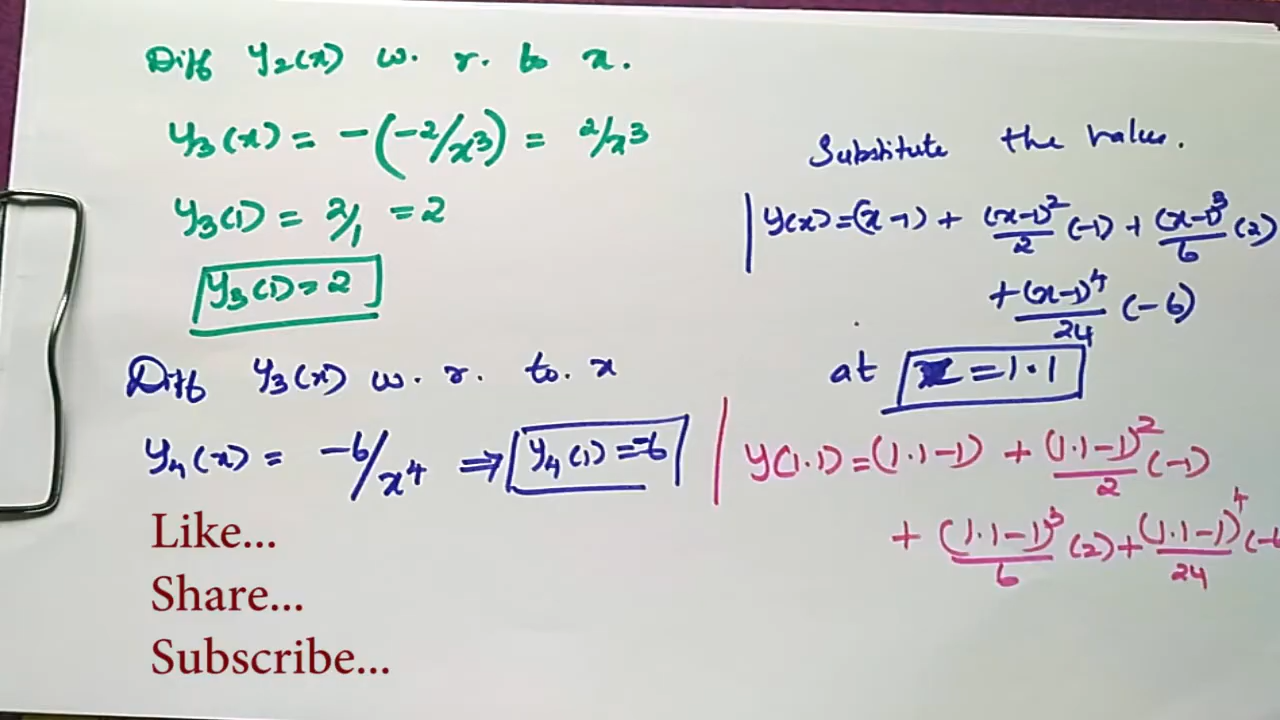 Diff y₂(x) w. r. to x.
y₃(x) = -(-2/x³) = 2/x³
y₃(1) = 2/1 = 2
y₃(1) = 2
Diff y₃(x) w. r. to. x
y₄(x) = -6/x⁴ ⇒ y₄(1) = -6
Like...
Share...
Subscribe...
Substitute the value.
y(x) = (x-1) + (x-1)²/2 (-1) + (x-1)³/6 (2)
+ (x-1)⁴/24 (-6)
at x = 1.1
y(1.1) = (1.1-1) + (1.1-1)²/2 (-1)
+ (1.1-1)³/6 (2) + (1.1-1)⁴/24 (-6